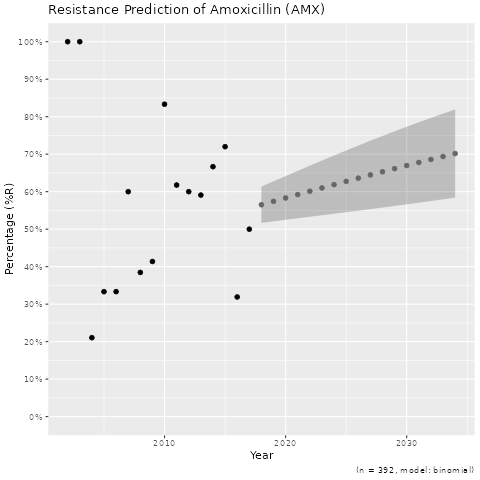 Resistance Prediction of Amoxicillin (AMX)
Percentage (%R)
100%
90%
80%
70%
60%
50%
40%
30%
20%
10%
0%
2010 2020 2030
Year
(n = 392, model: binomial)